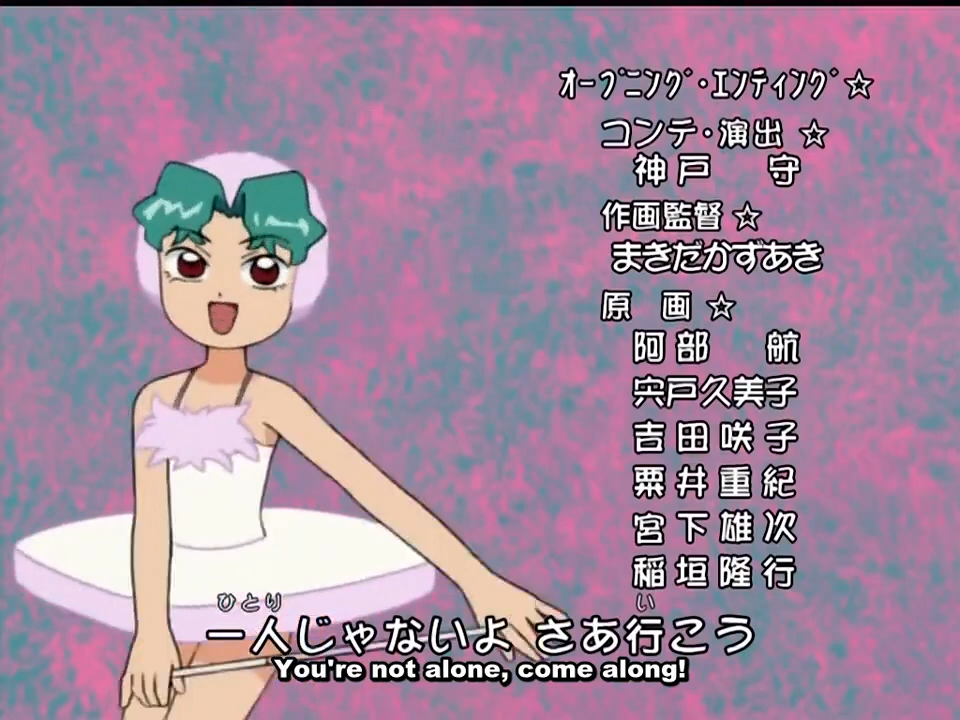 ｵｰﾌﾟﾆﾝｸﾞ･ｴﾝﾃﾞｨﾝｸﾞ☆
コンテ･演出 ☆
神戸　守
作画監督 ☆
まきだかずあき
原　画 ☆
阿部　航
宍戸久美子
吉田咲子
粟井重紀
宮下雄次
稲垣隆行
ひとり　い
一人じゃないよ さあ行こう
You're not alone, come along!